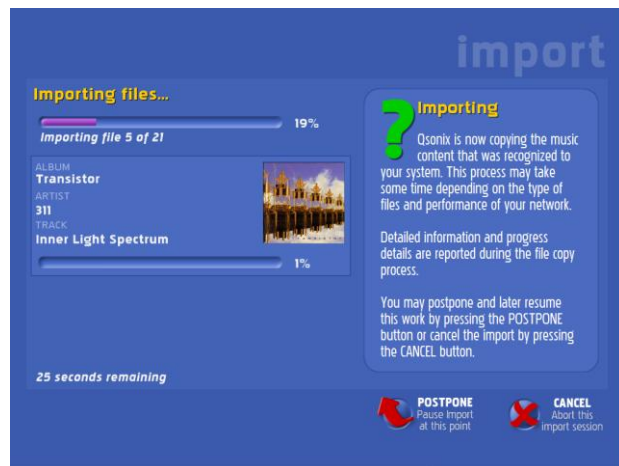 import
Importing files...
19%
Importing file 5 of 21
ALBUM
Transistor
ARTIST
311
TRACK
Inner Light Spectrum
1%
25 seconds remaining
?
Importing
Qsonix is now copying the music
content that was recognized to
your system. This process may take
some time depending on the type of
files and performance of your network.
Detailed information and progress
details are reported during the file copy
process.
You may postpone and later resume
this work by pressing the POSTPONE
button or cancel the import by pressing
the CANCEL button.
POSTPONE
Pause Import
at this point
CANCEL
Abort this
import session